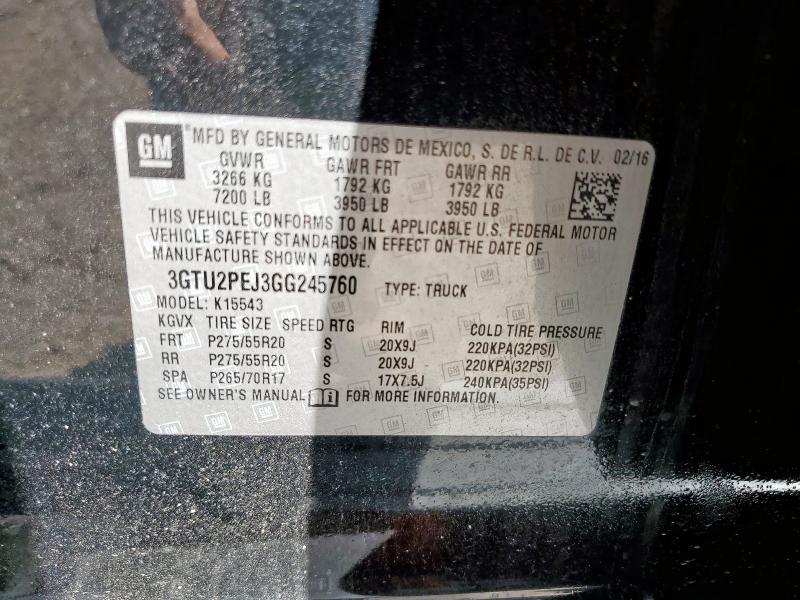 GM
MFD BY GENERAL MOTORS DE MEXICO, S. DE R.L. DE C.V. 02/16
GVWR GAWR FRT GAWR RR
3266 KG 1792 KG 1792 KG
7200 LB 3950 LB 3950 LB
THIS VEHICLE CONFORMS TO ALL APPLICABLE U.S. FEDERAL MOTOR
VEHICLE SAFETY STANDARDS IN EFFECT ON THE DATE OF
MANUFACTURE SHOWN ABOVE.
3GTU2PEJ3GG245760 TYPE: TRUCK
MODEL: K15543
KGVX TIRE SIZE SPEED RTG RIM COLD TIRE PRESSURE
FRT P275/55R20 S 20X9J 220KPA(32PSI)
RR P275/55R20 S 20X9J 220KPA(32PSI)
SPA P265/70R17 S 17X7.5J 240KPA(35PSI)
SEE OWNER'S MANUAL FOR MORE INFORMATION.